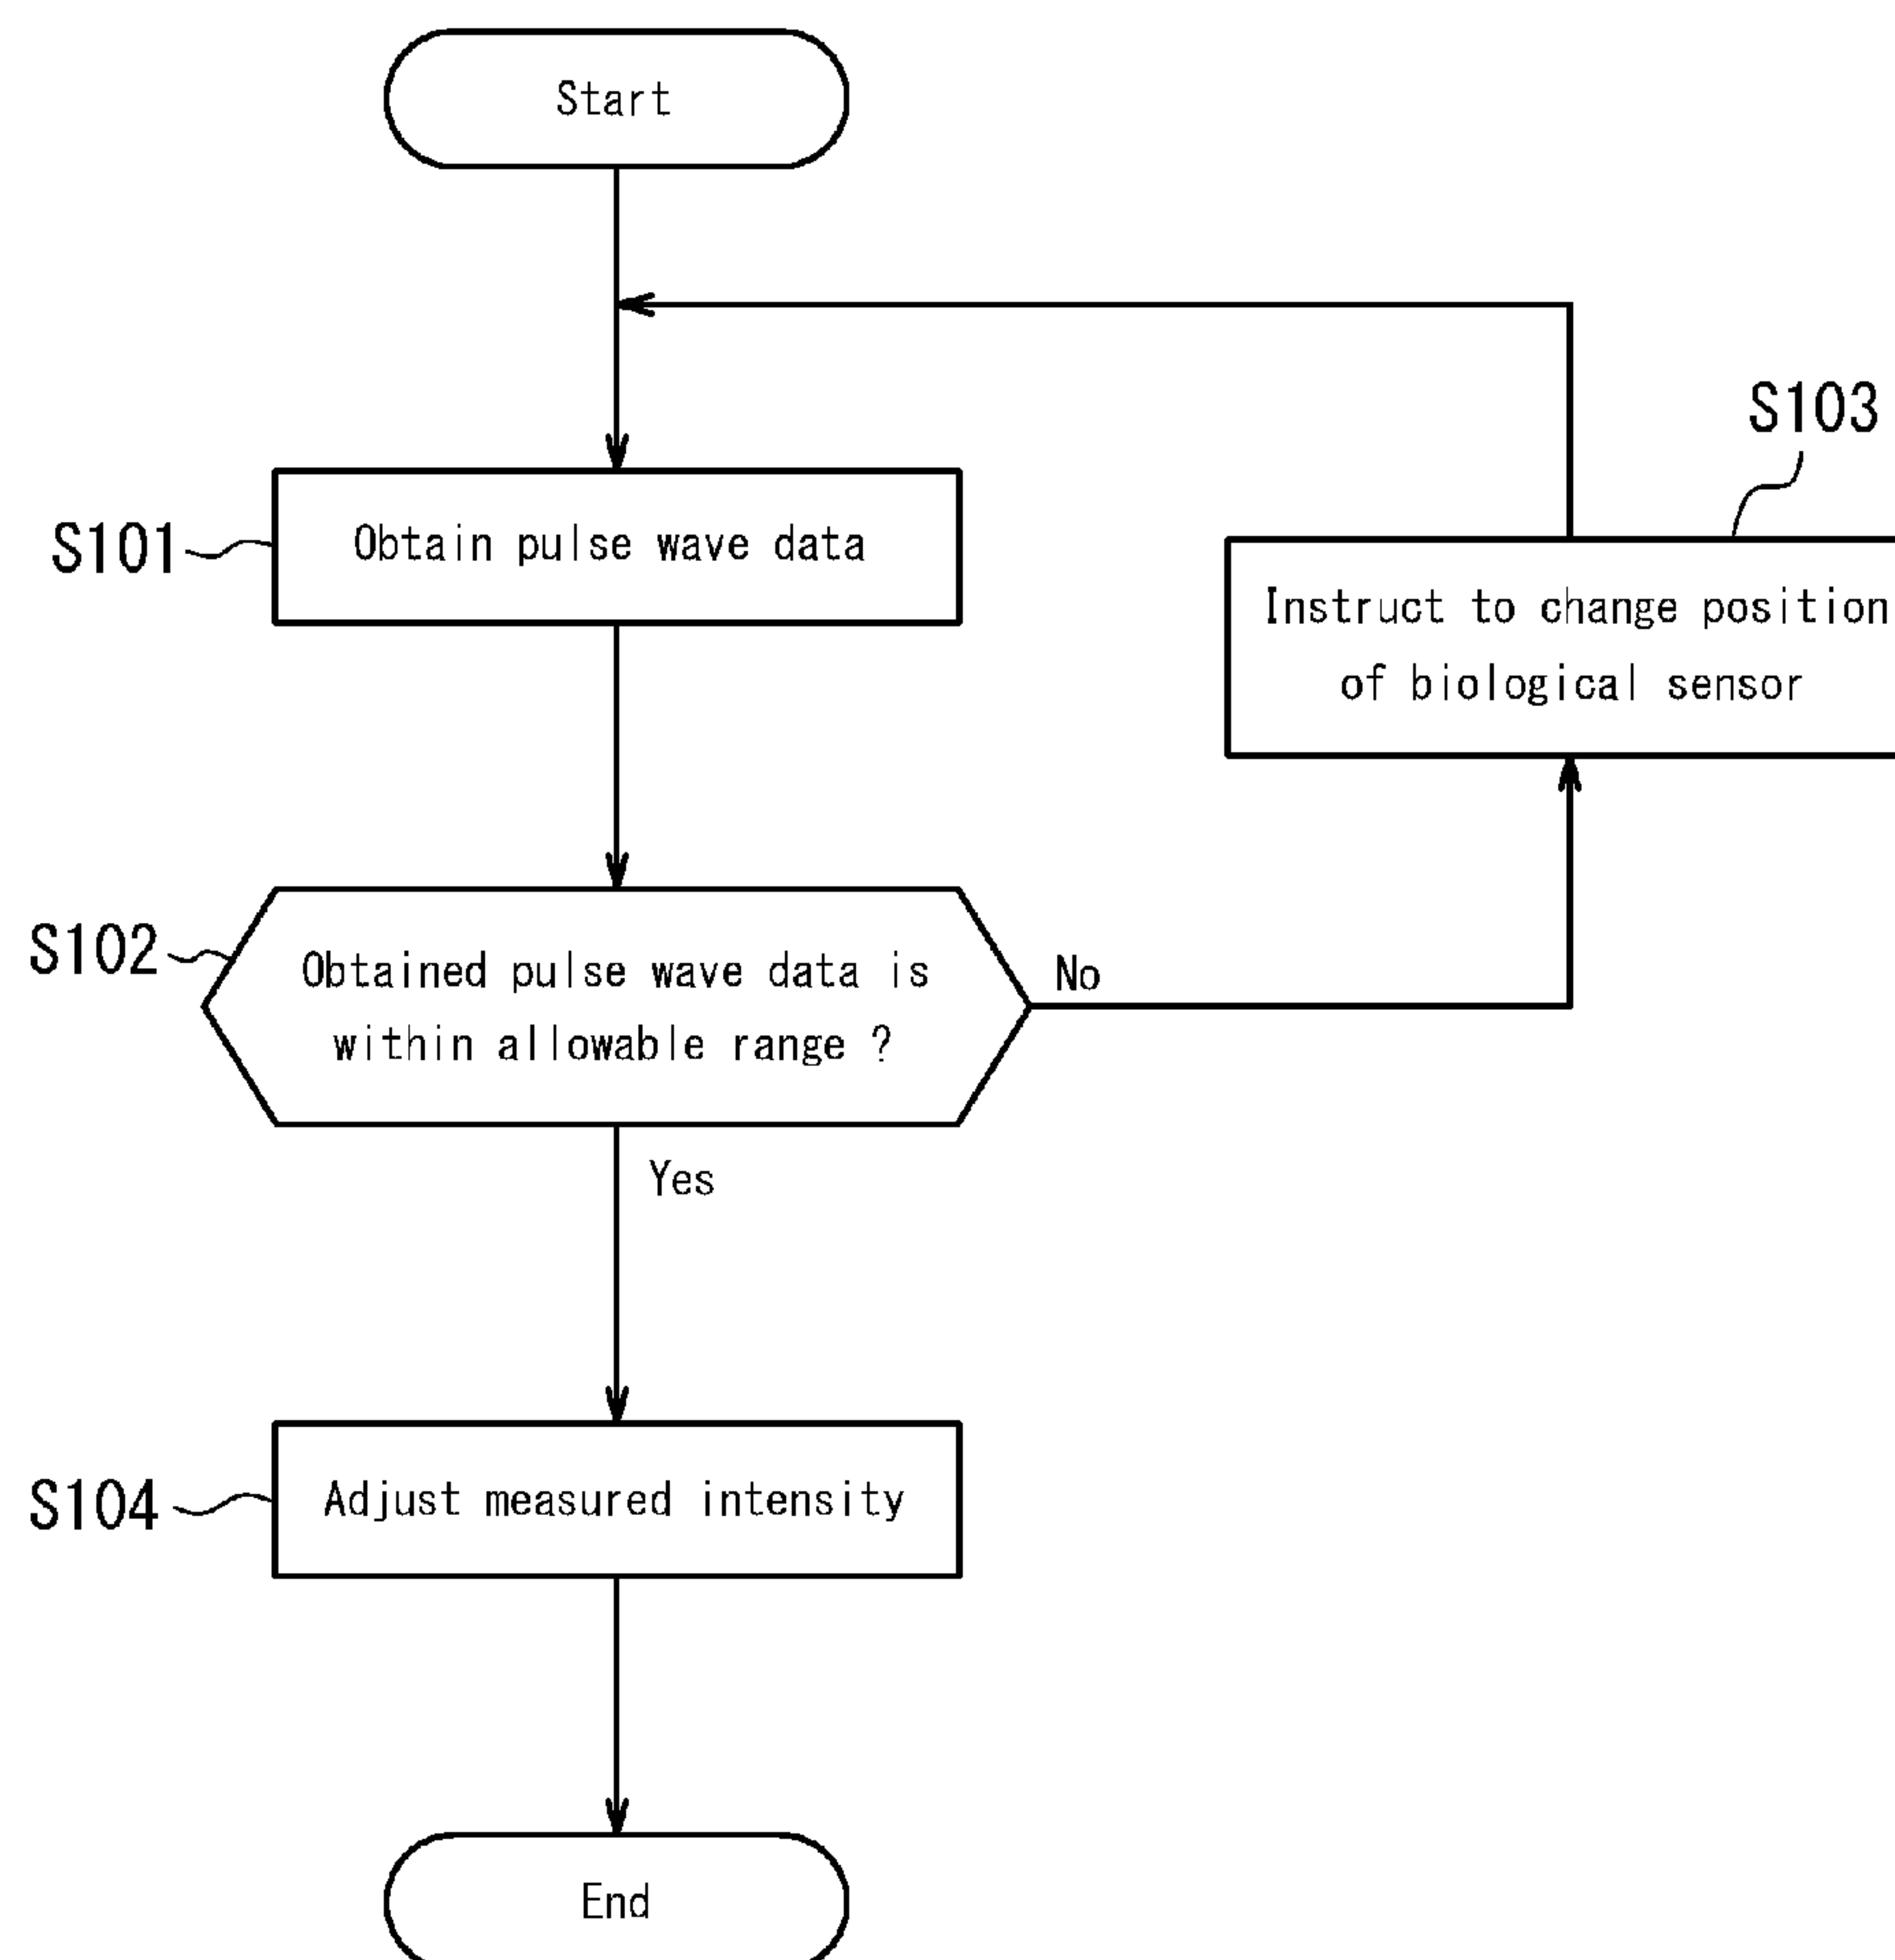 Start
S103
S101
Obtain pulse wave data
Instruct to change position
of biological sensor
S102
Obtained pulse wave data is
within allowable range ?
No
Yes
S104
Adjust measured intensity
End